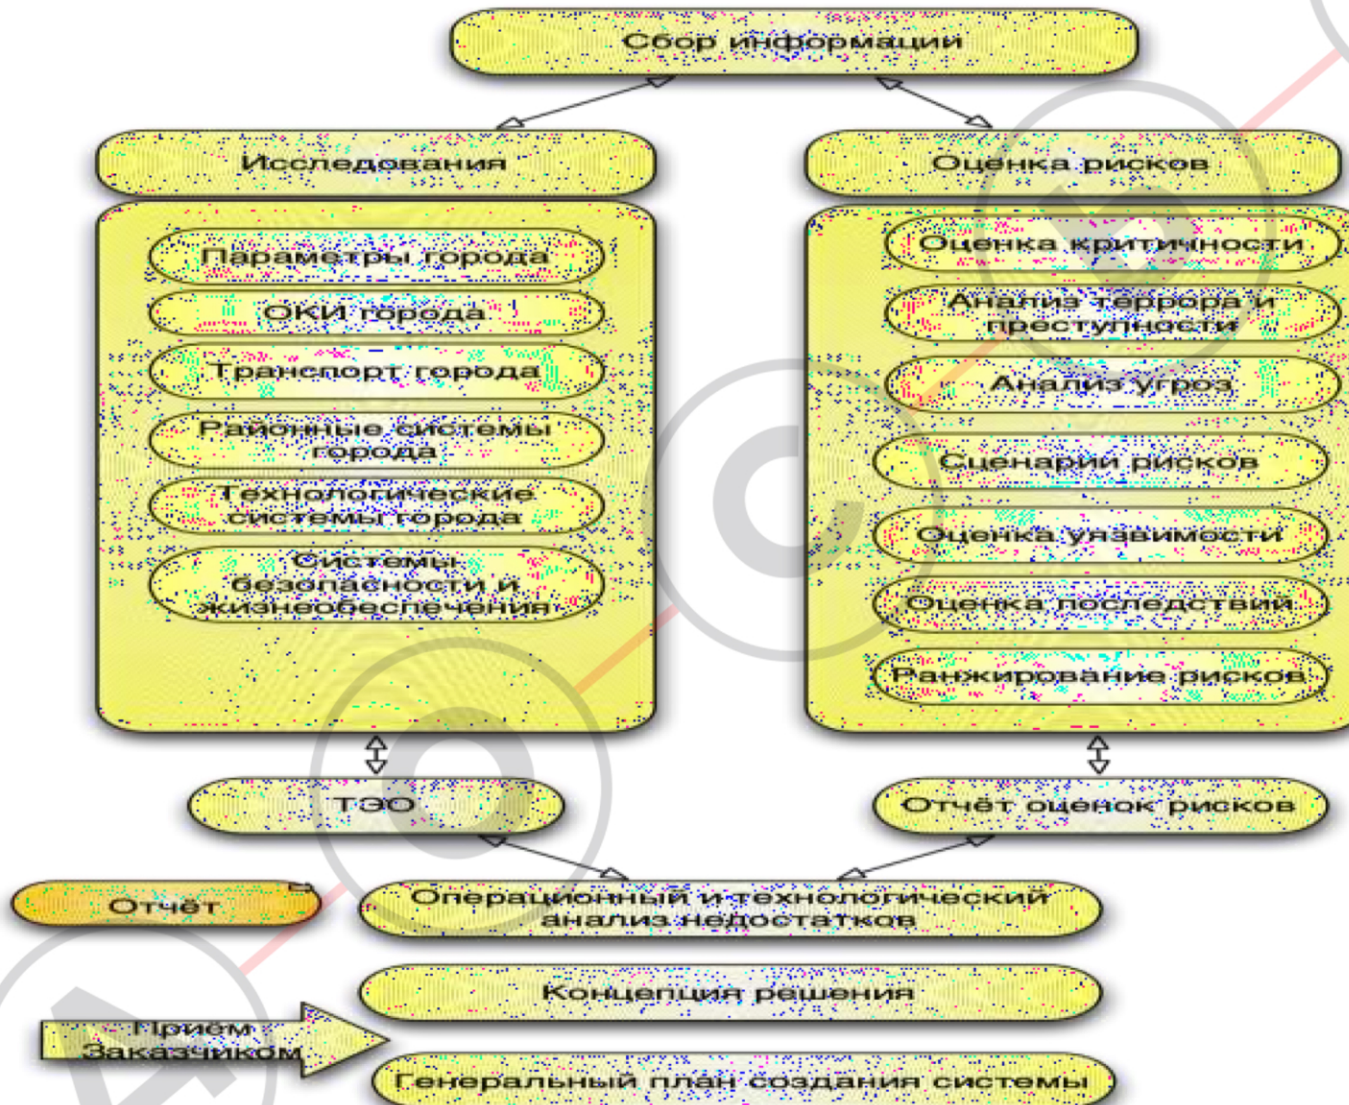 Сбор информации
Исследования
Оценка рисков
Параметры города
ОКИ города
Транспорт города
Районные системы
города
Технологические
системы города
Системы
безопасности и
жизнеобеспечения
Оценка критичности
Анализ террора и
преступности
Анализ угроз
Сценарии рисков
Оценка уязвимости
Оценка последствий
Ранжирование рисков
ТЭО
Отчёт оценок рисков
Отчёт
Операционный и технологический
анализ недостатков
Концепция решения
Приём
Заказчиком
Генеральный план создания системы